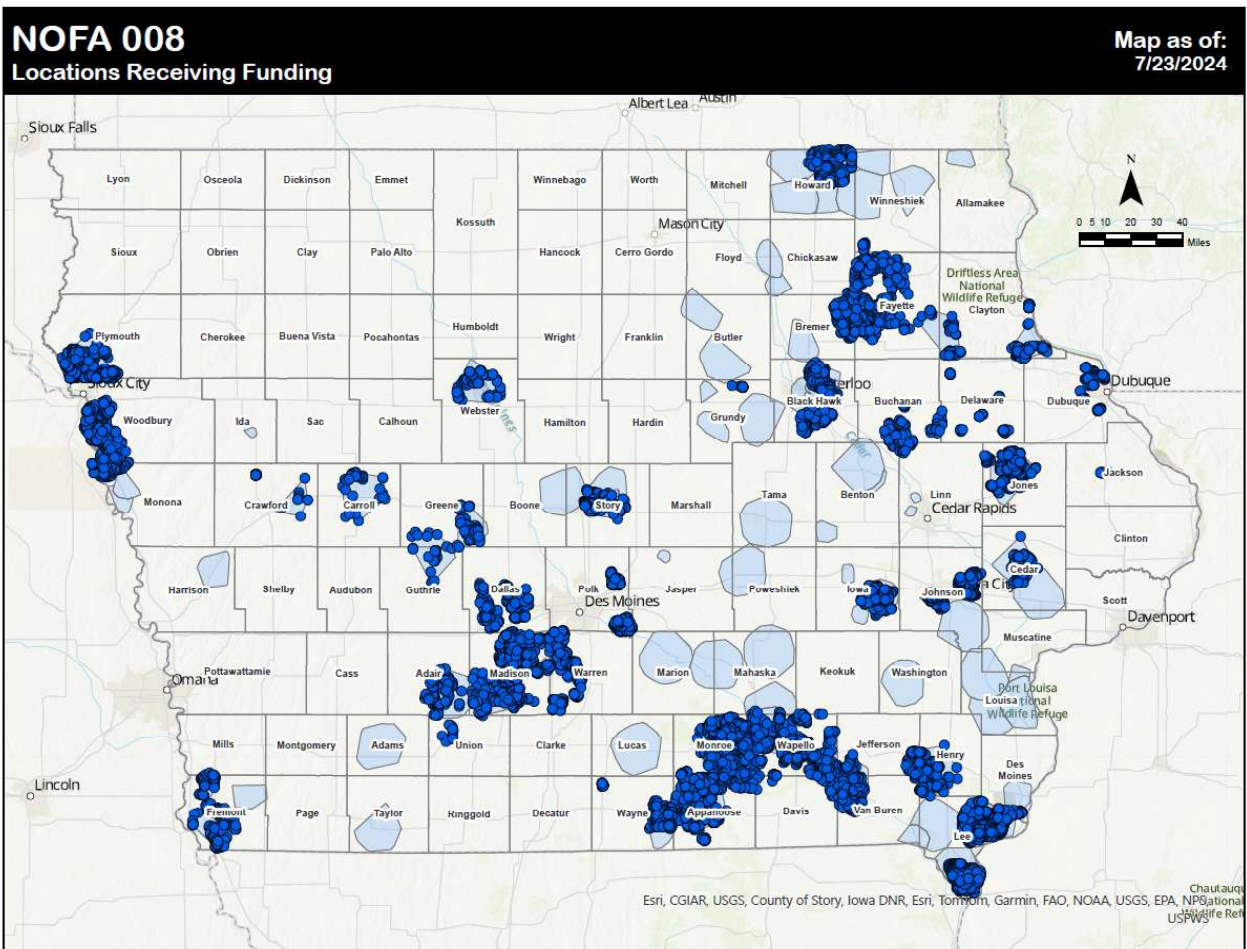 NOFA 008
Locations Receiving Funding
Map as of:
7/23/2024
Albert Lea
Austin
Sioux Falls
N
Lyon
Osceola
Dickinson
Emmet
Winnebago
Worth
Mitchell
Howard
Winneshiek
Allamakee
0 5 10 20 30 40
Miles
Kossuth
Mason City
Sioux
Obrien
Clay
Palo Alto
Hancock
Cerro Gordo
Floyd
Chickasaw
Driftless Area
National
Wildlife Refuge
Fayette
Clayton
Plymouth
Cherokee
Buena Vista
Pocahontas
Humboldt
Wright
Franklin
Butler
Bremer
Sioux City
Dubuque
Woodbury
Ida
Sac
Calhoun
Webster
Hamilton
Hardin
Grundy
Black Hawk
Buchanan
Delaware
Dubuque
Cedar
Monona
Crawford
Carroll
Greene
Boone
Story
Marshall
Tama
Benton
Linn
Jones
Jackson
Cedar Rapids
Clinton
Harrison
Shelby
Audubon
Guthrie
Dallas
Polk
Jasper
Poweshiek
Iowa
Johnson
Cedar
Scott
Des Moines
Davenport
Muscatine
Pottawattamie
Omaha
Cass
Adair
Madison
Warren
Marion
Mahaska
Keokuk
Washington
Louisa
Port Louisa
National
Wildlife Refuge
Mills
Montgomery
Adams
Union
Clarke
Lucas
Monroe
Wapello
Jefferson
Henry
Des
Moines
Lincoln
Fremont
Page
Taylor
Ringgold
Decatur
Wayne
Appanoose
Davis
Van Buren
Lee
Esri, CGIAR, USGS, County of Story, Iowa DNR, Esri, TomTom, Garmin, FAO, NOAA, USGS, EPA, NPS,
USFWS